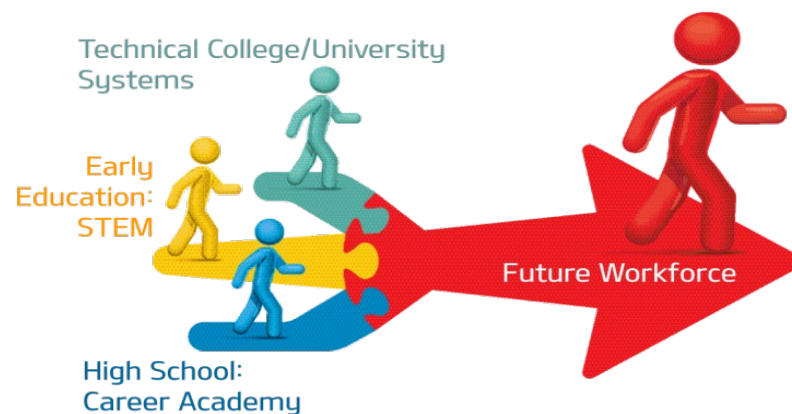 Technical College/University
Systems
Early
Education:
STEM
Future Workforce
High School:
Career Academy